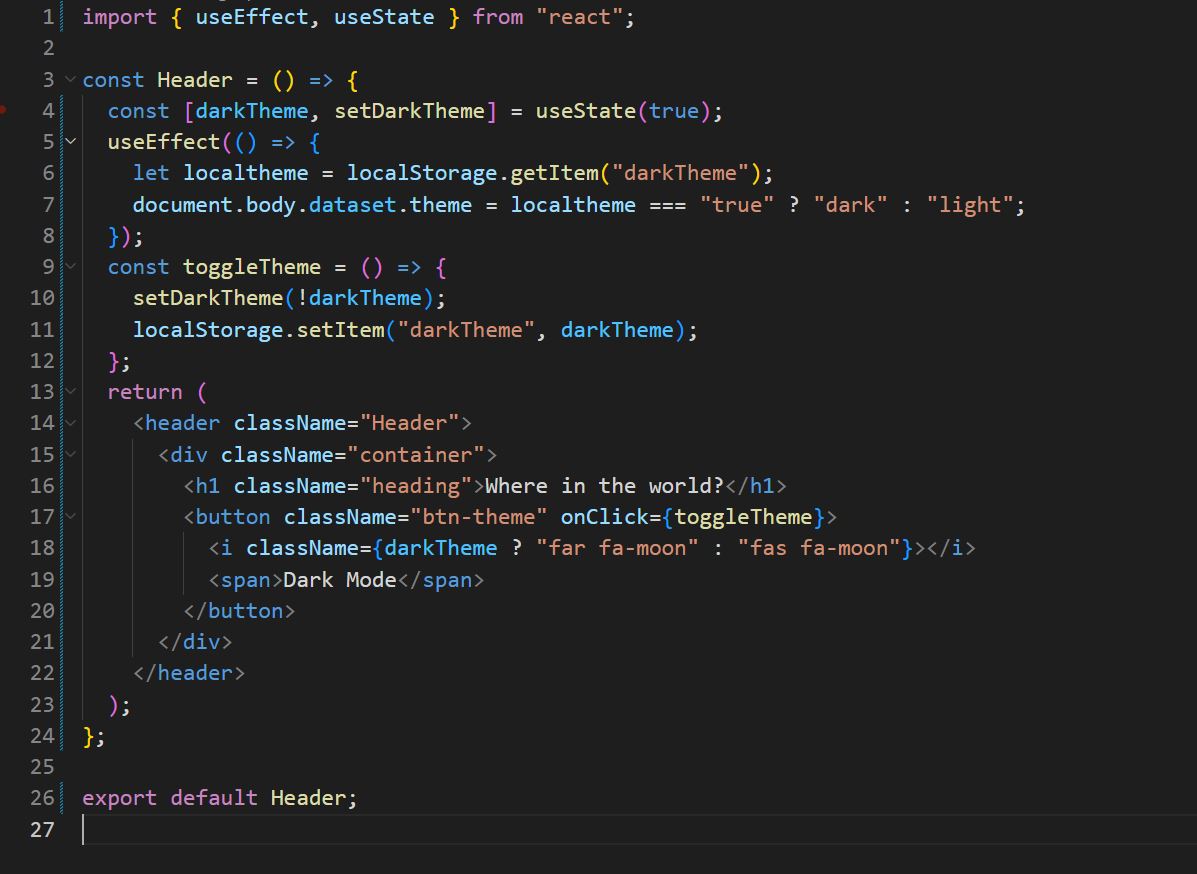 1 import { useEffect, useState } from "react";
2
3 const Header = () => {
4 const [darkTheme, setDarkTheme] = useState(true);
5 useEffect(() => {
6 let localtheme = localStorage.getItem("darkTheme");
7 document.body.dataset.theme = localtheme === "true" ? "dark" : "light";
8 });
9 const toggleTheme = () => {
10 setDarkTheme(!darkTheme);
11 localStorage.setItem("darkTheme", darkTheme);
12 };
13 return (
14 <header className="Header">
15 <div className="container">
16 <h1 className="heading">Where in the world?</h1>
17 <button className="btn-theme" onClick={toggleTheme}>
18 <i className={darkTheme ? "far fa-moon" : "fas fa-moon"}></i>
19 <span>Dark Mode</span>
20 </button>
21 </div>
22 </header>
23 );
24 };
25
26 export default Header;
27